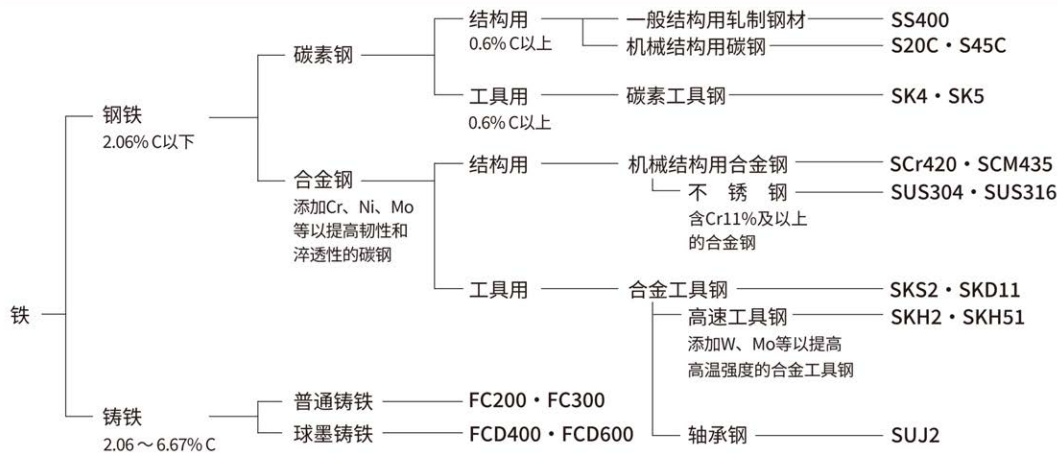 铁
钢铁
2.06% C以下
碳素钢
结构用
0.6% C以上
一般结构用轧制钢材
SS400
机械结构用碳钢
S20C・S45C
工具用
0.6% C以上
碳素工具钢
SK4・SK5
合金钢
添加Cr、Ni、Mo
等以提高韧性和
淬透性的碳钢
结构用
机械结构用合金钢
SCr420・SCM435
不 锈 钢
含Cr11%及以上
的合金钢
SUS304・SUS316
工具用
合金工具钢
SKS2・SKD11
高速工具钢
添加W、Mo等以提高
高温强度的合金工具钢
SKH2・SKH51
轴承钢
SUJ2
铸铁
2.06～6.67% C
普通铸铁
FC200・FC300
球墨铸铁
FCD400・FCD600